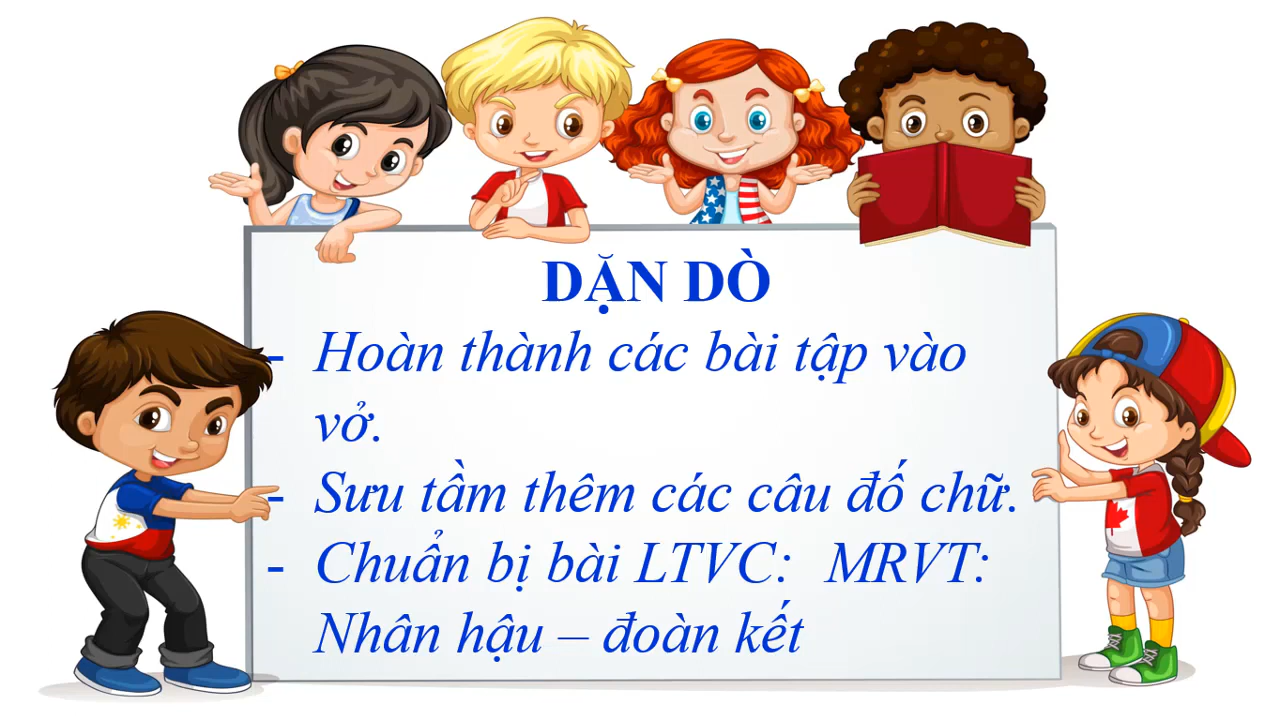 DẶN DÒ
- Hoàn thành các bài tập vào
vở.
- Sưu tầm thêm các câu đố chữ.
- Chuẩn bị bài LTVC: MRVT:
Nhân hậu – đoàn kết